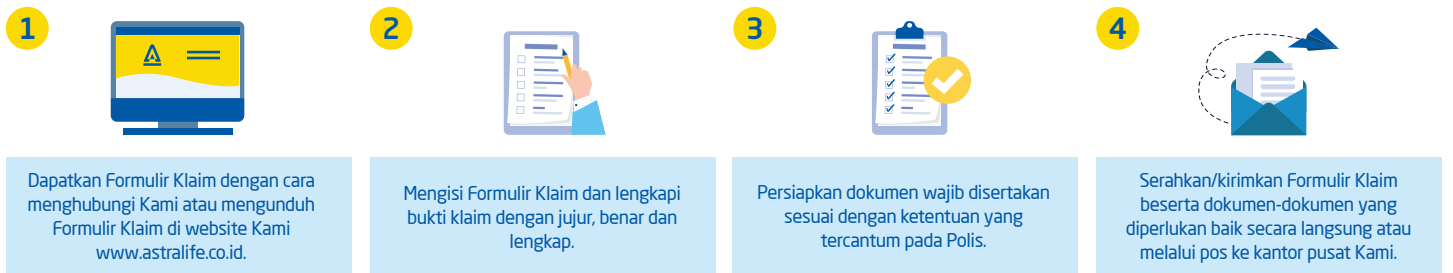 1
Dapatkan Formulir Klaim dengan cara
menghubungi Kami atau mengunduh
Formulir Klaim di website Kami
www.astralife.co.id.
2
Mengisi Formulir Klaim dan lengkapi
bukti klaim dengan jujur, benar dan
lengkap.
3
Persiapkan dokumen wajib disertakan
sesuai dengan ketentuan yang
tercantum pada Polis.
4
Serahkan/kirimkan Formulir Klaim
beserta dokumen-dokumen yang
diperlukan baik secara langsung atau
melalui pos ke kantor pusat Kami.